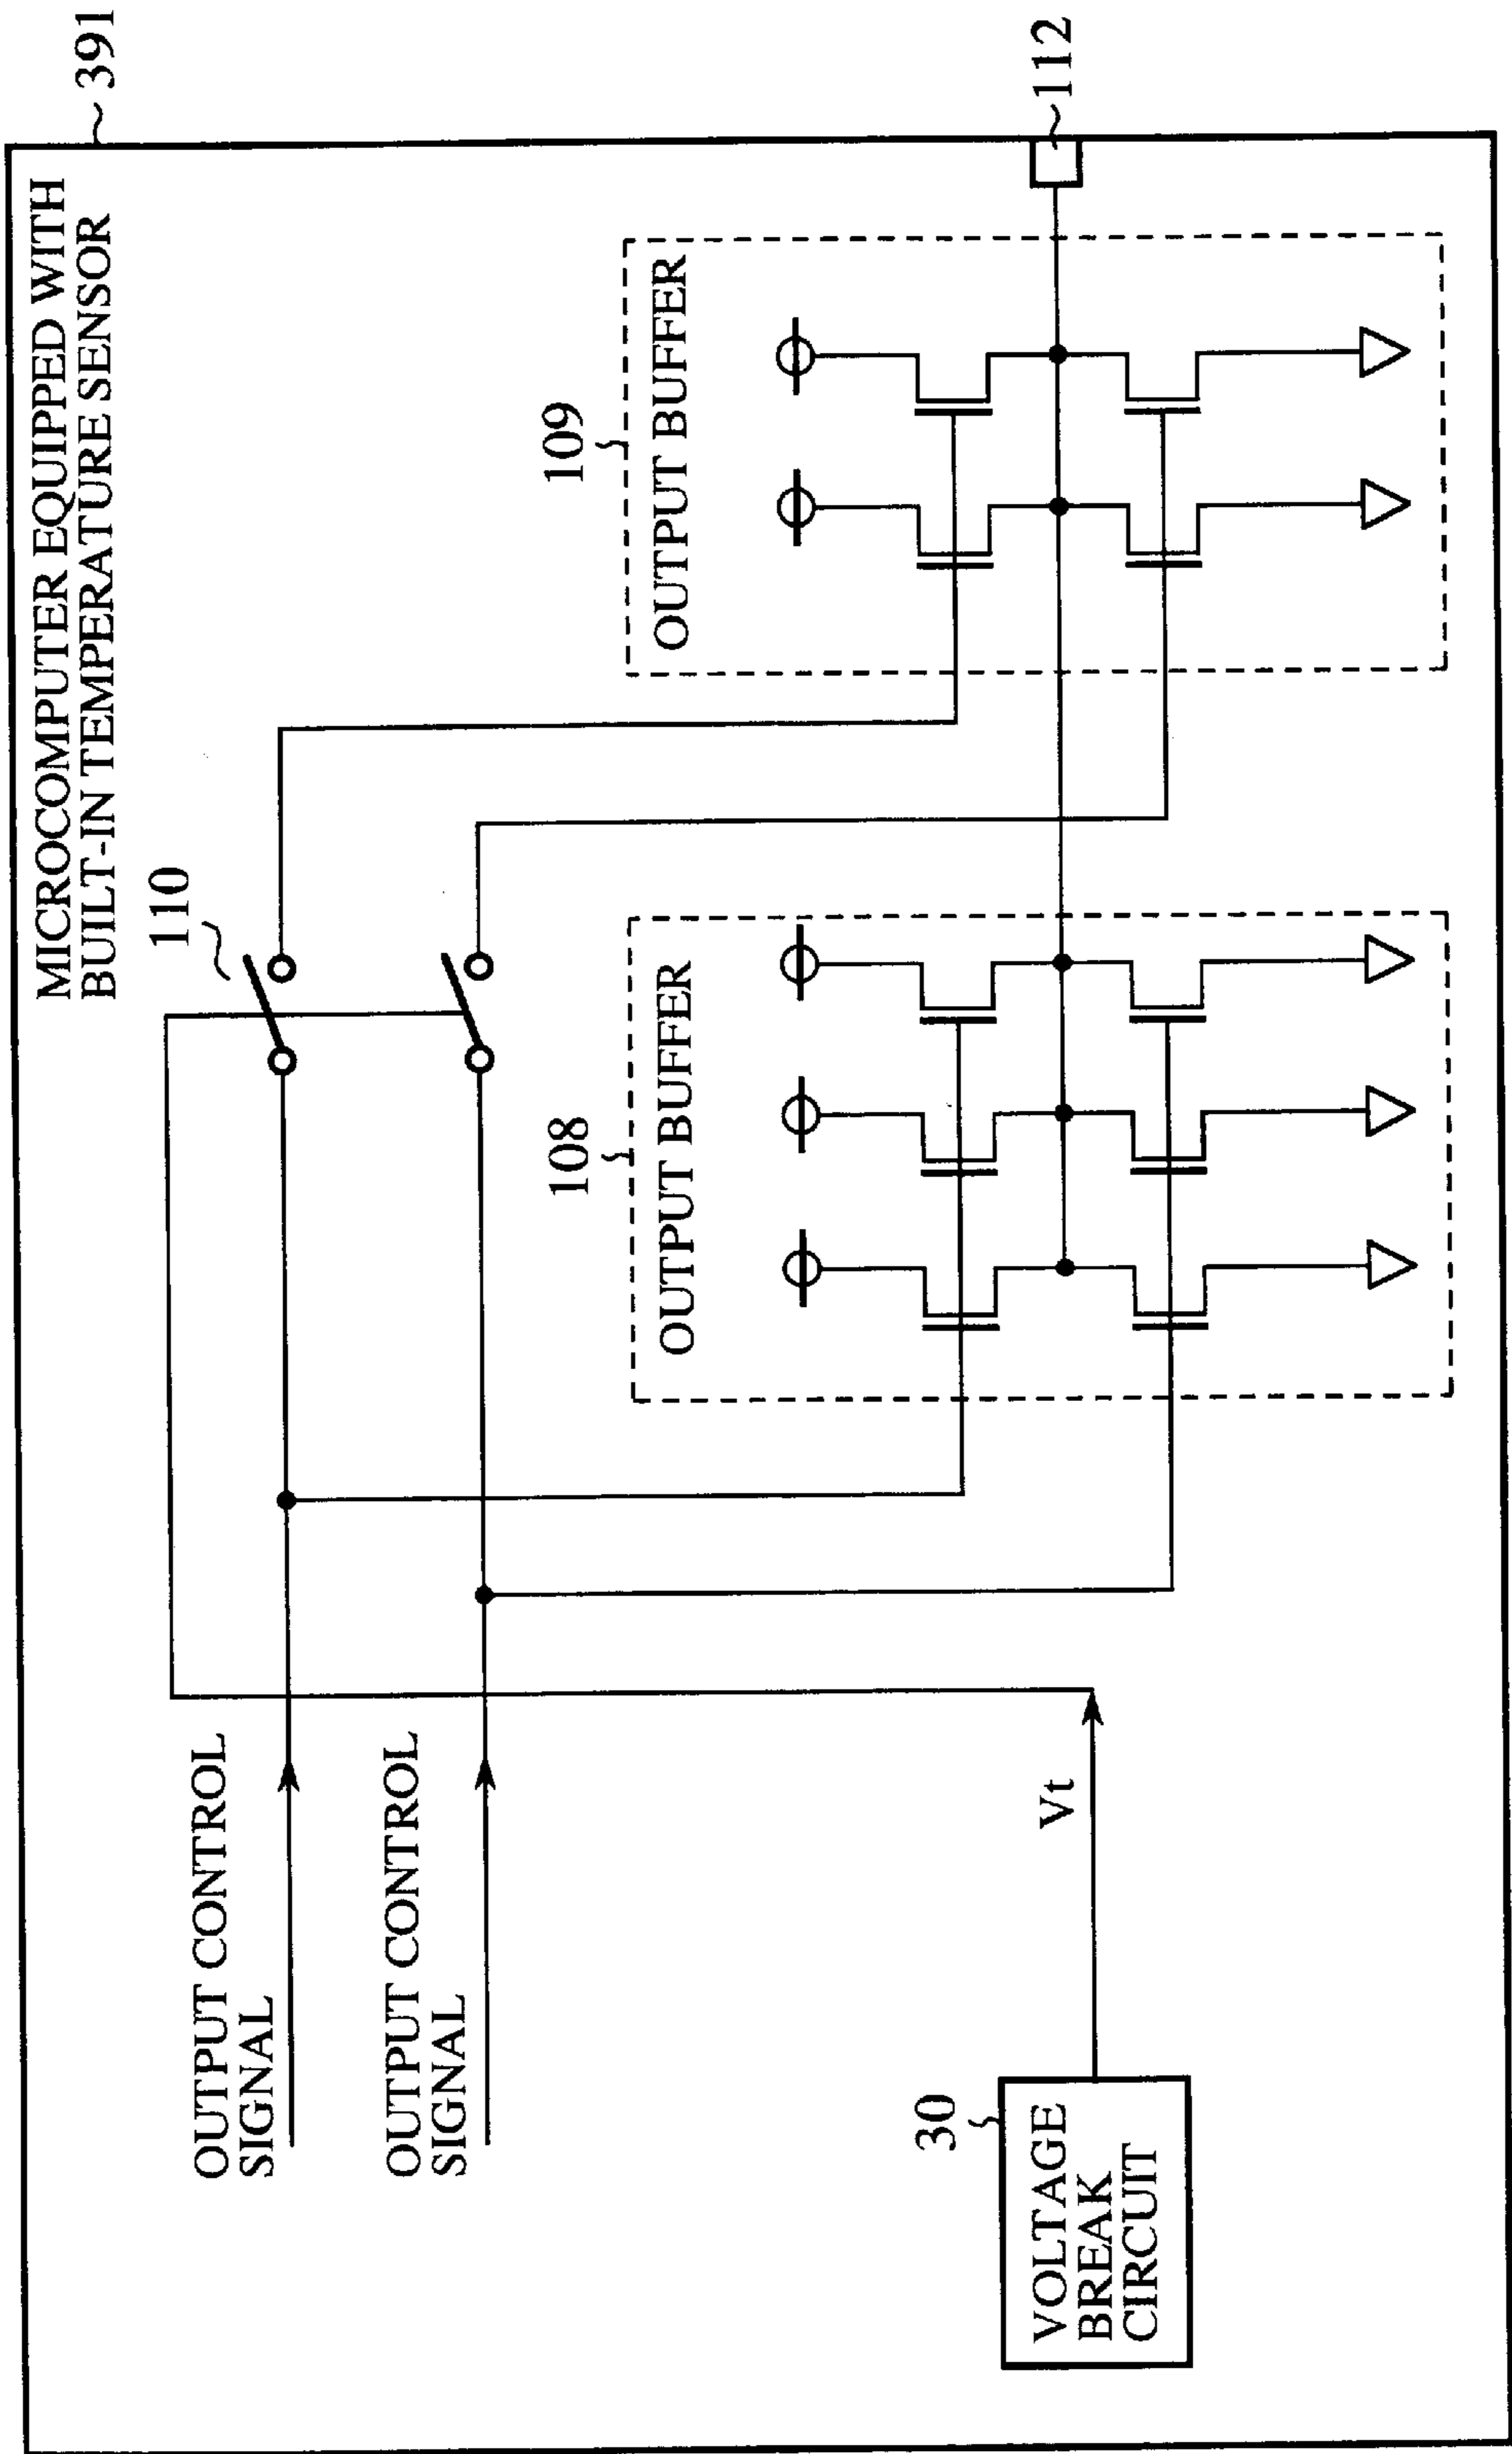 MICROCOMPUTER EQUIPPED WITH
BUILT-IN TEMPERATURE SENSOR
391
110
OUTPUT CONTROL
SIGNAL
OUTPUT CONTROL
SIGNAL
108
OUTPUT BUFFER
109
OUTPUT BUFFER
112
30
VOLTAGE
BREAK
CIRCUIT
Vt